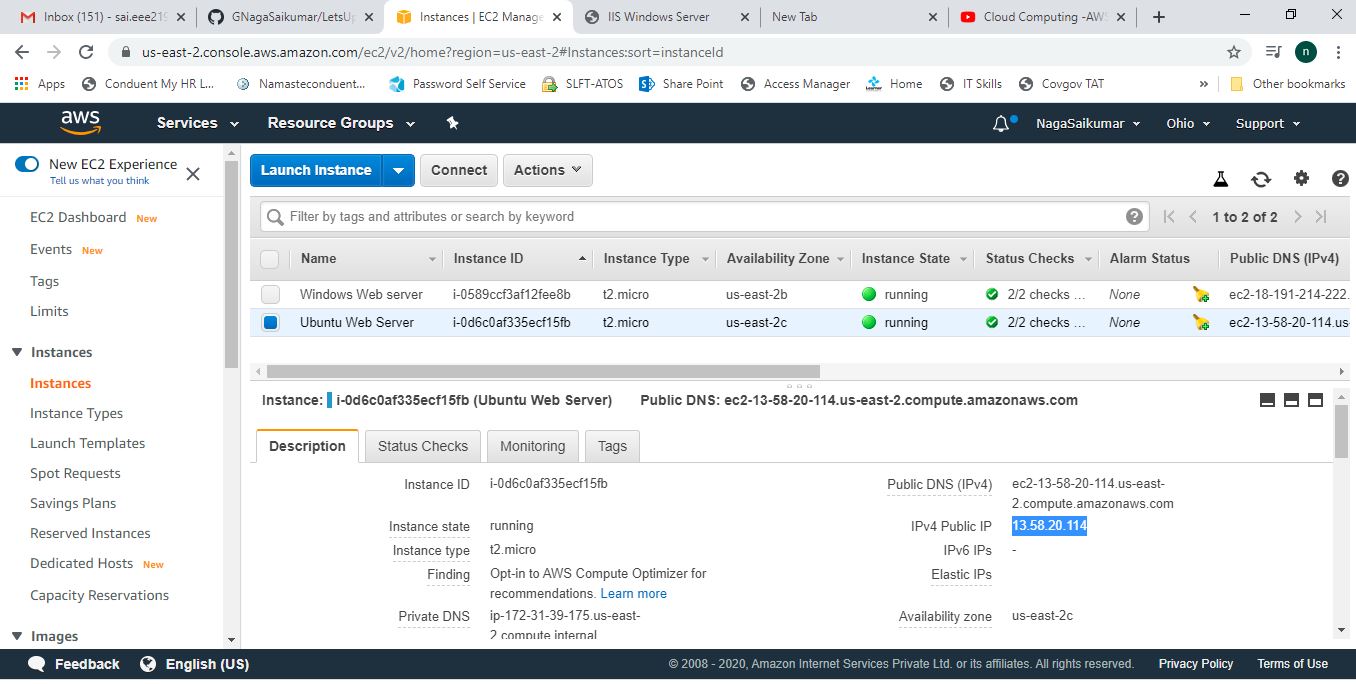 Inbox (151) - sai.eee219 GNagaSaikumar/LetsUp Instances | EC2 Manage IIS Windows Server New Tab Cloud Computing -AWS
us-east-2.console.aws.amazon.com/ec2/v2/home?region=us-east-2#Instances:sort=instanceId n
Apps Conduent My HR L... Namasteconduent... Password Self Service SLFT-ATOS Share Point Access Manager Home IT Skills Covgov TAT » Other bookmarks
aws Services Resource Groups NagaSaikumar Ohio Support
New EC2 Experience
Tell us what you think
EC2 Dashboard New
Events New
Tags
Limits
Instances
Instances
Instance Types
Launch Templates
Spot Requests
Savings Plans
Reserved Instances
Dedicated Hosts New
Capacity Reservations
Images
Launch Instance Connect Actions
Filter by tags and attributes or search by keyword 1 to 2 of 2
Name Instance ID Instance Type Availability Zone Instance State Status Checks Alarm Status Public DNS (IPv4)
Windows Web server i-0589ccf3af12fee8b t2.micro us-east-2b running 2/2 checks ... None ec2-18-191-214-222.
Ubuntu Web Server i-0d6c0af335ecf15fb t2.micro us-east-2c running 2/2 checks ... None ec2-13-58-20-114.us-
Instance: i-0d6c0af335ecf15fb (Ubuntu Web Server) Public DNS: ec2-13-58-20-114.us-east-2.compute.amazonaws.com
Description Status Checks Monitoring Tags
Instance ID i-0d6c0af335ecf15fb Public DNS (IPv4) ec2-13-58-20-114.us-east-
2.compute.amazonaws.com
Instance state running IPv4 Public IP 13.58.20.114
Instance type t2.micro IPv6 IPs -
Finding Opt-in to AWS Compute Optimizer for Elastic IPs
recommendations. Learn more
Private DNS ip-172-31-39-175.us-east- Availability zone us-east-2c
2.compute.internal
Feedback English (US) © 2008 - 2020, Amazon Internet Services Private Ltd. or its affiliates. All rights reserved. Privacy Policy Terms of Use